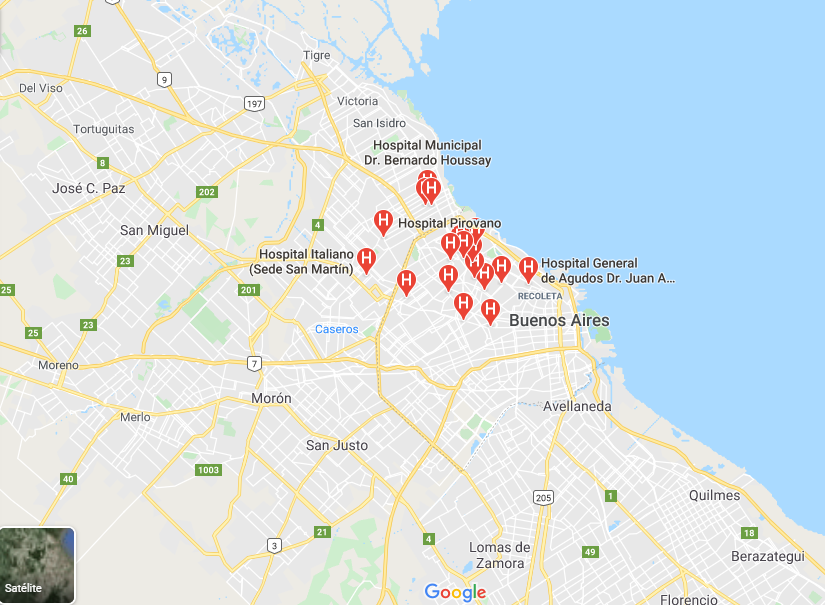 26
Tigre
9
Del Viso
197
Victoria
San Isidro
Tortuguitas
Hospital Municipal
Dr. Bernardo Houssay
8
José C. Paz
202
H
H
San Miguel
4
Hospital Pirovano
23
Hospital Italiano
(Sede San Martín)
Hospital General
de Agudos Dr. Juan A...
25
201
RECOLETA
23
25
Caseros
Buenos Aires
Moreno
7
Morón
Merlo
Avellaneda
San Justo
1003
40
205
1
Quilmes
21
18
3
4
Lomas de
Zamora
49
Berazategui
Satélite
Google
Florencio